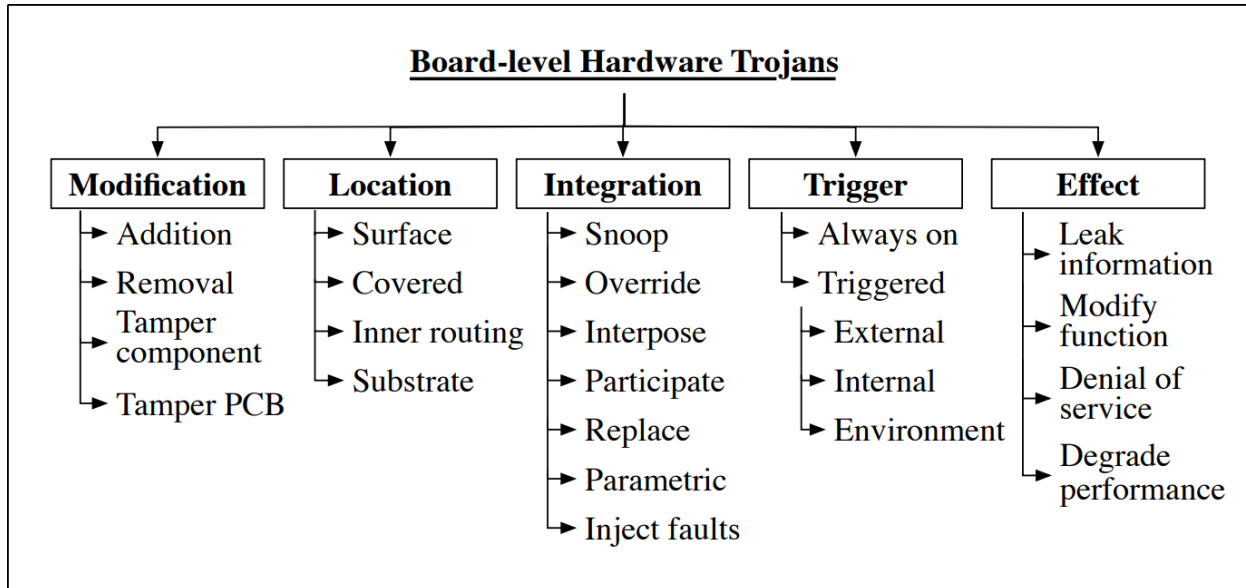 Board-level Hardware Trojans
Modification
Addition
Removal
Tamper
component
Tamper PCB
Location
Surface
Covered
Inner routing
Substrate
Integration
Snoop
Override
Interpose
Participate
Replace
Parametric
Inject faults
Trigger
Always on
Triggered
External
Internal
Environment
Effect
Leak
information
Modify
function
Denial of
service
Degrade
performance